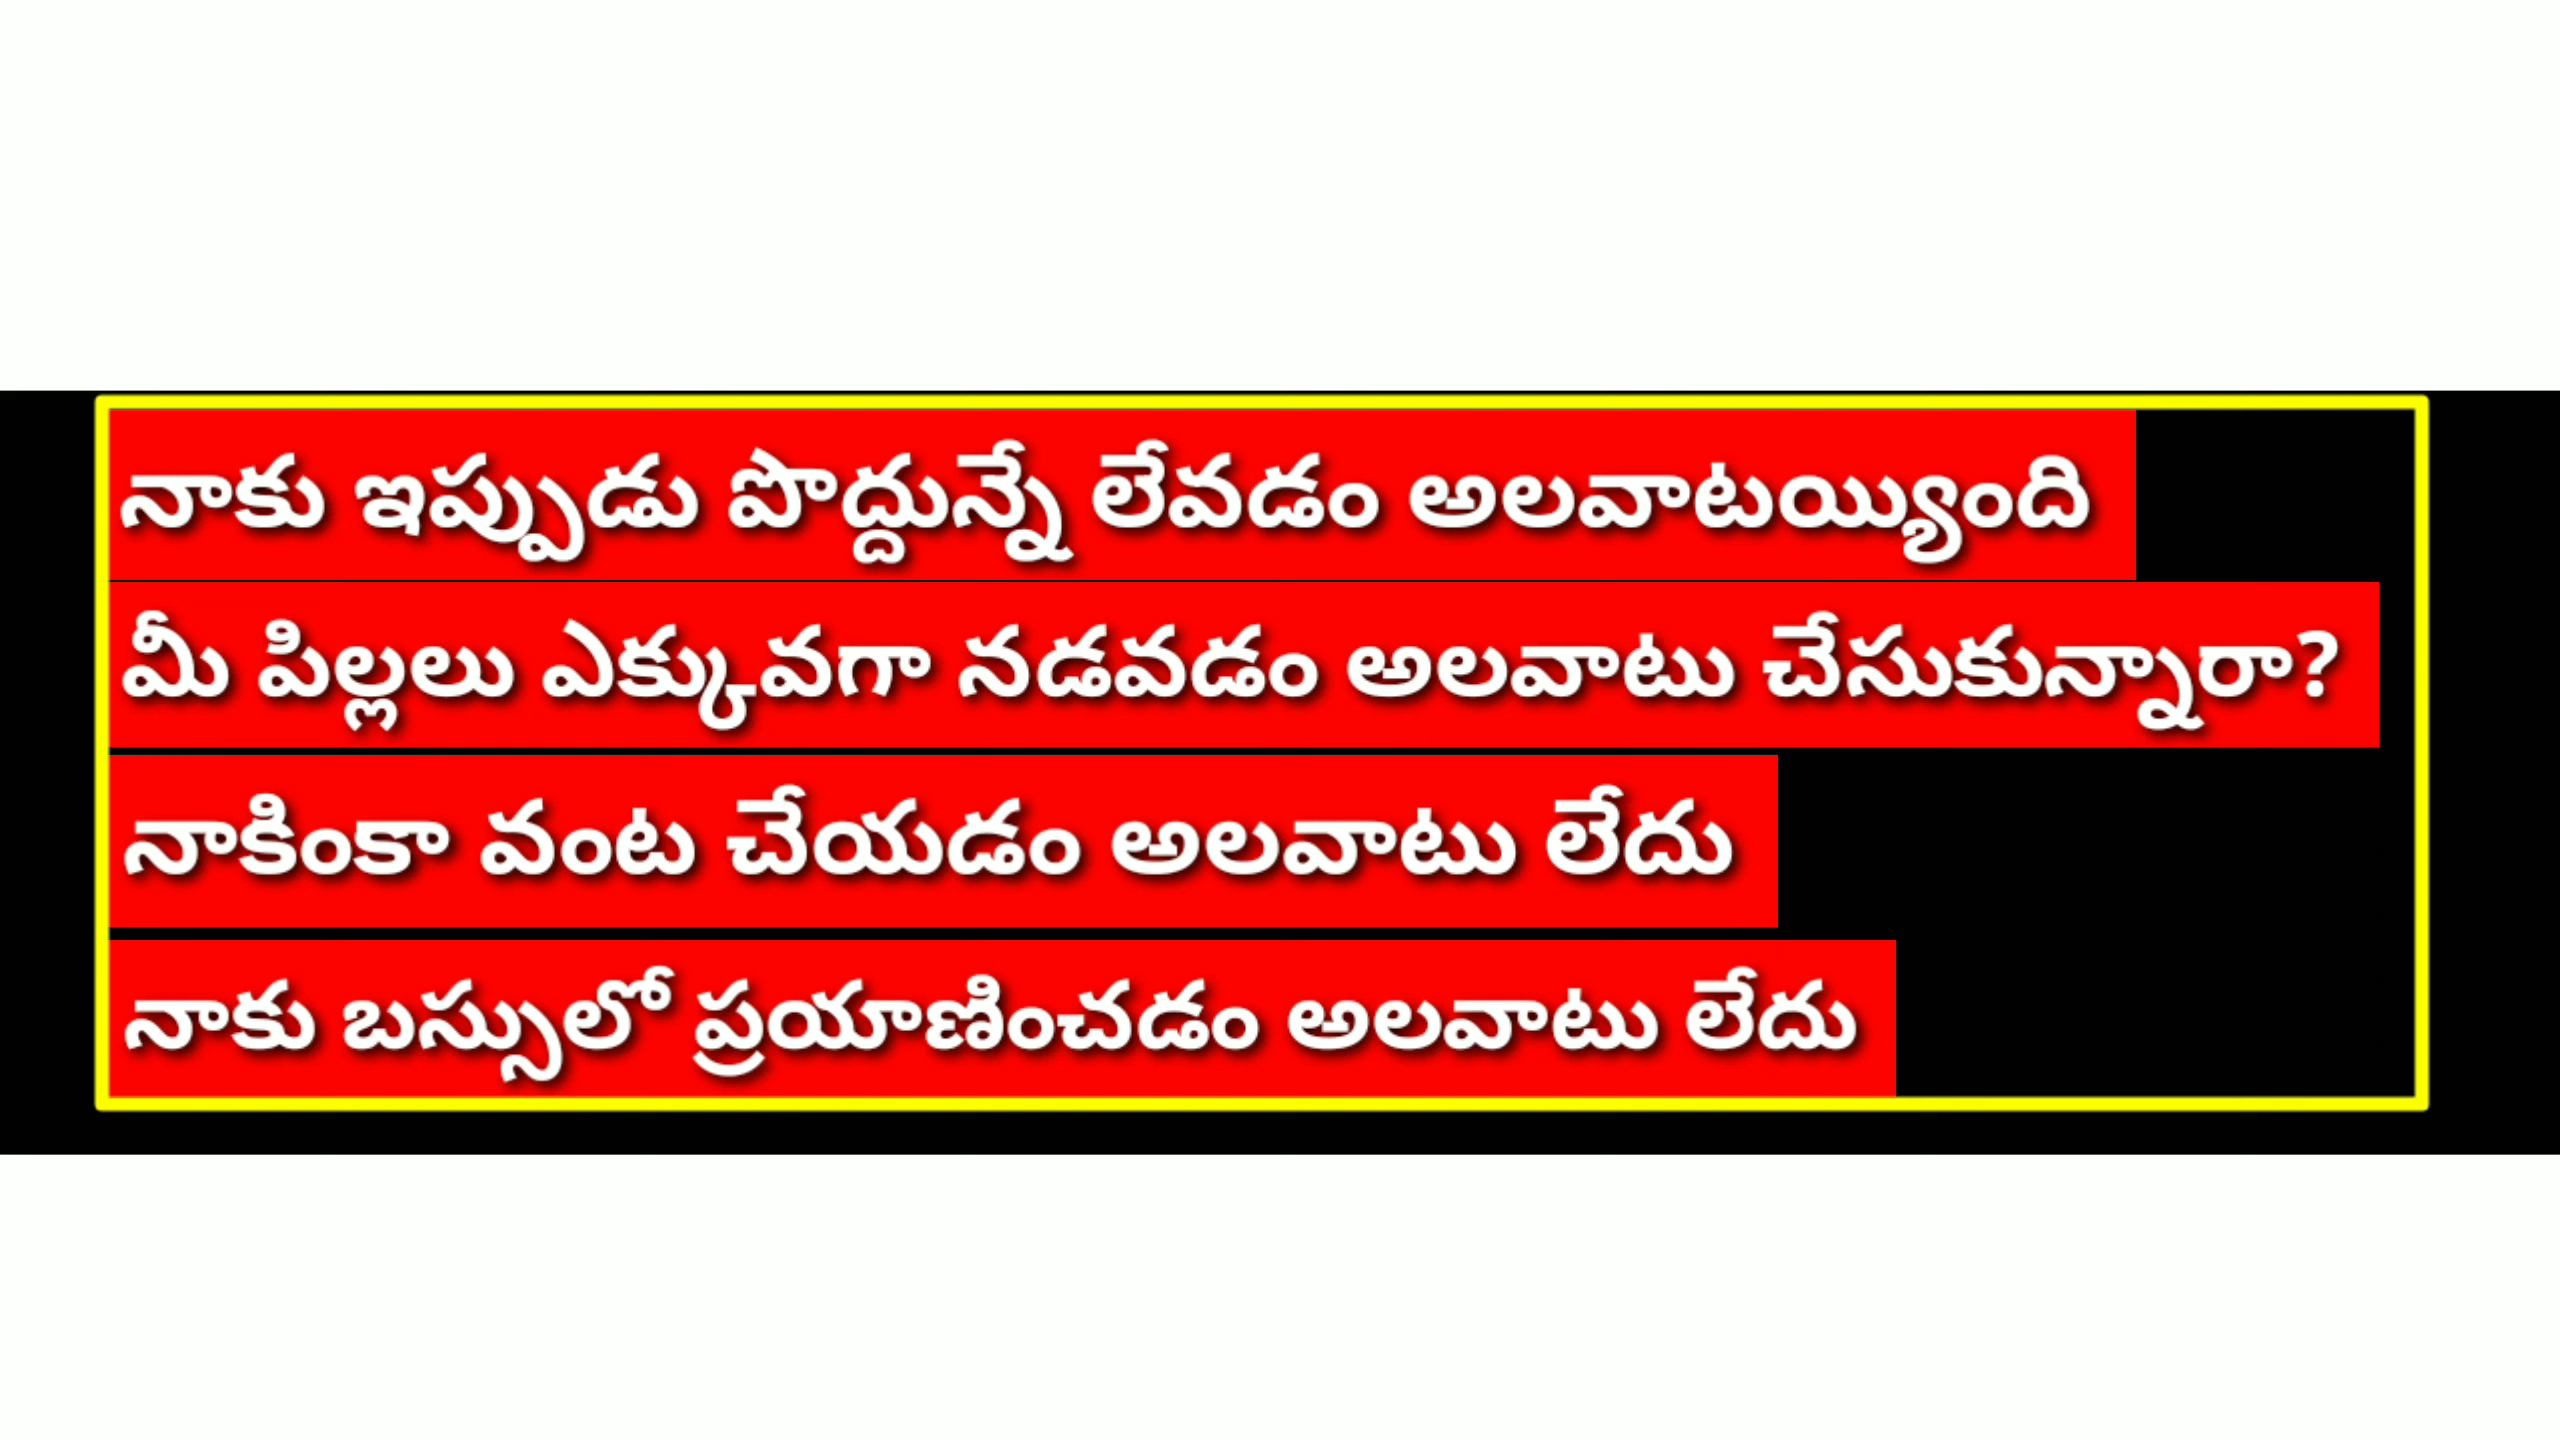 నాకు ఇప్పుడు పొద్దున్నే లేవడం అలవాటయ్యింది
మీ పిల్లలు ఎక్కువగా నడవడం అలవాటు చేసుకున్నారా?
నాకింకా వంట చేయడం అలవాటు లేదు
నాకు బస్సులో ప్రయాణించడం అలవాటు లేదు